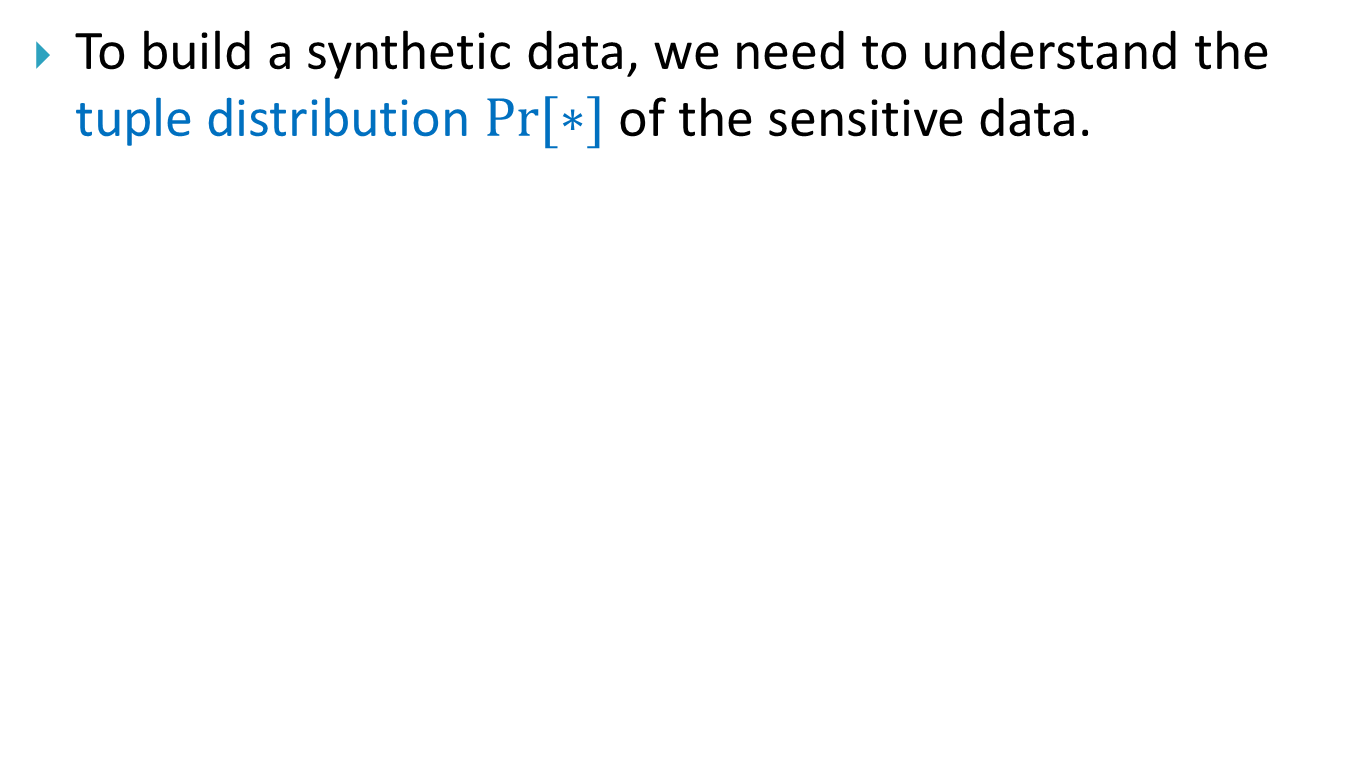 To build a synthetic data, we need to understand the
tuple distribution Pr[∗] of the sensitive data.